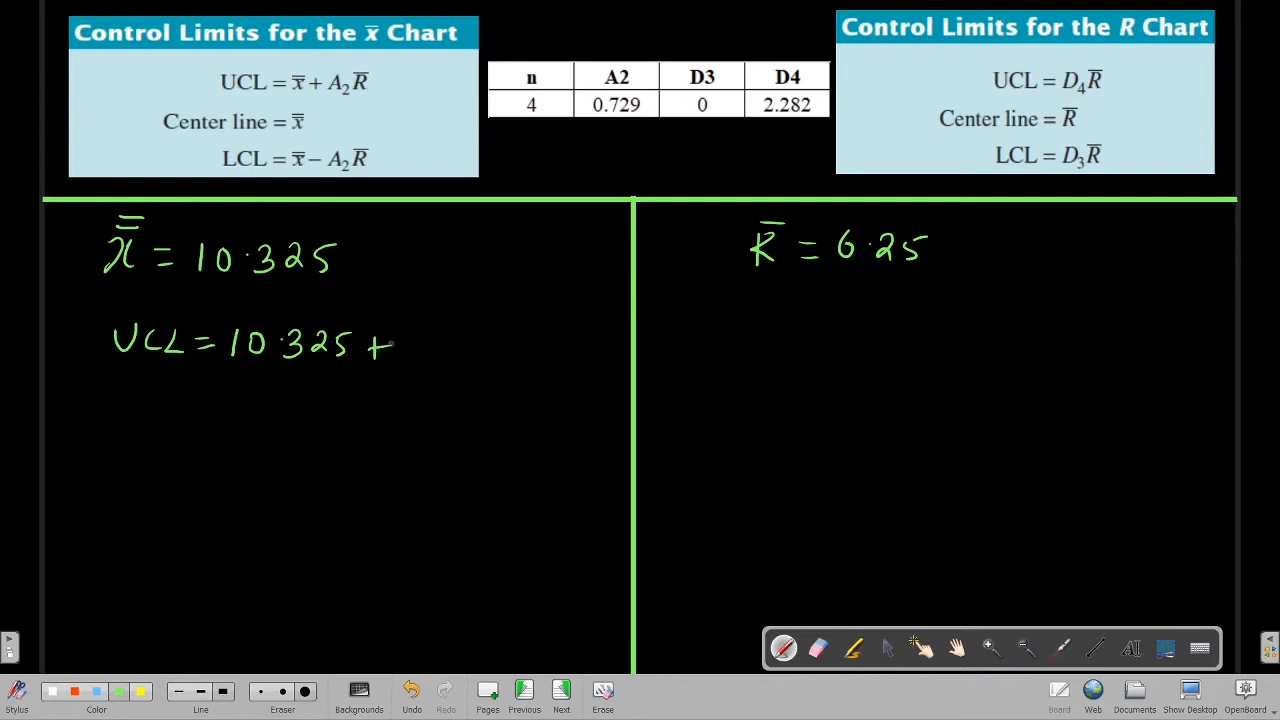 Control Limits for the x̿ Chart
UCL = x̿ + A₂R̅
Center line = x̿
LCL = x̿ − A₂R̅
n A2 D3 D4
4 0.729 0 2.282
Control Limits for the R Chart
UCL = D₄R̅
Center line = R̅
LCL = D₃R̅
x̿ = 10.325
UCL = 10.325 +
R̅ = 6.25
Stylus
Color
Line
Eraser
Backgrounds
Undo
Redo
Pages
Previous
Next
Erase
Board
Web
Documents
Show Desktop
OpenBoard